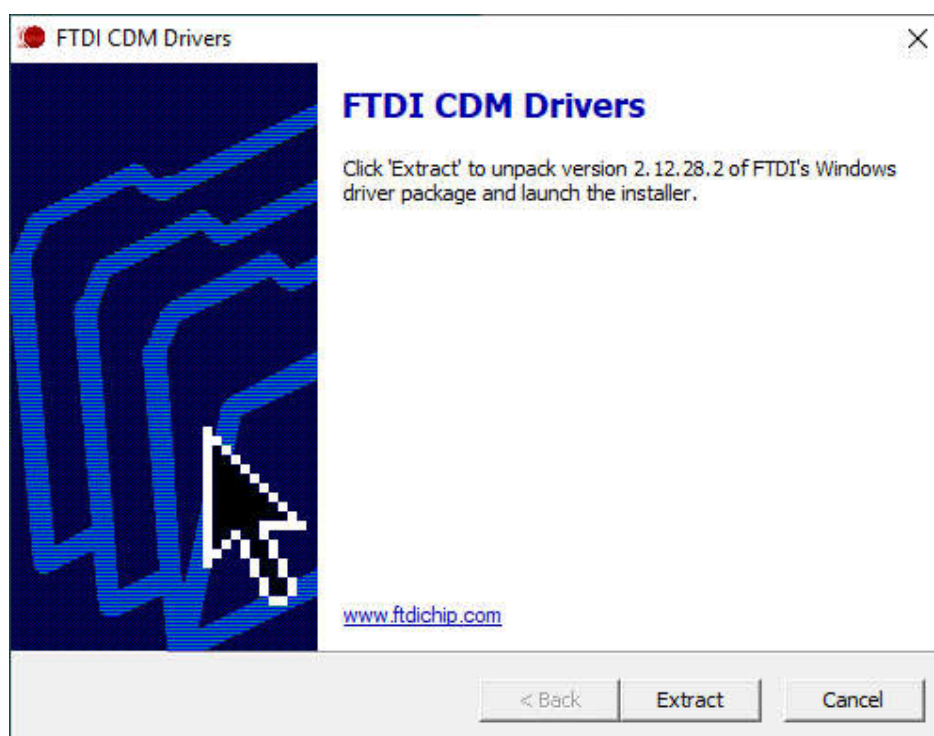 FTDI CDM Drivers
FTDI CDM Drivers
Click 'Extract' to unpack version 2.12.28.2 of FTDI's Windows
driver package and launch the installer.
www.ftdichip.com
< Back
Extract
Cancel